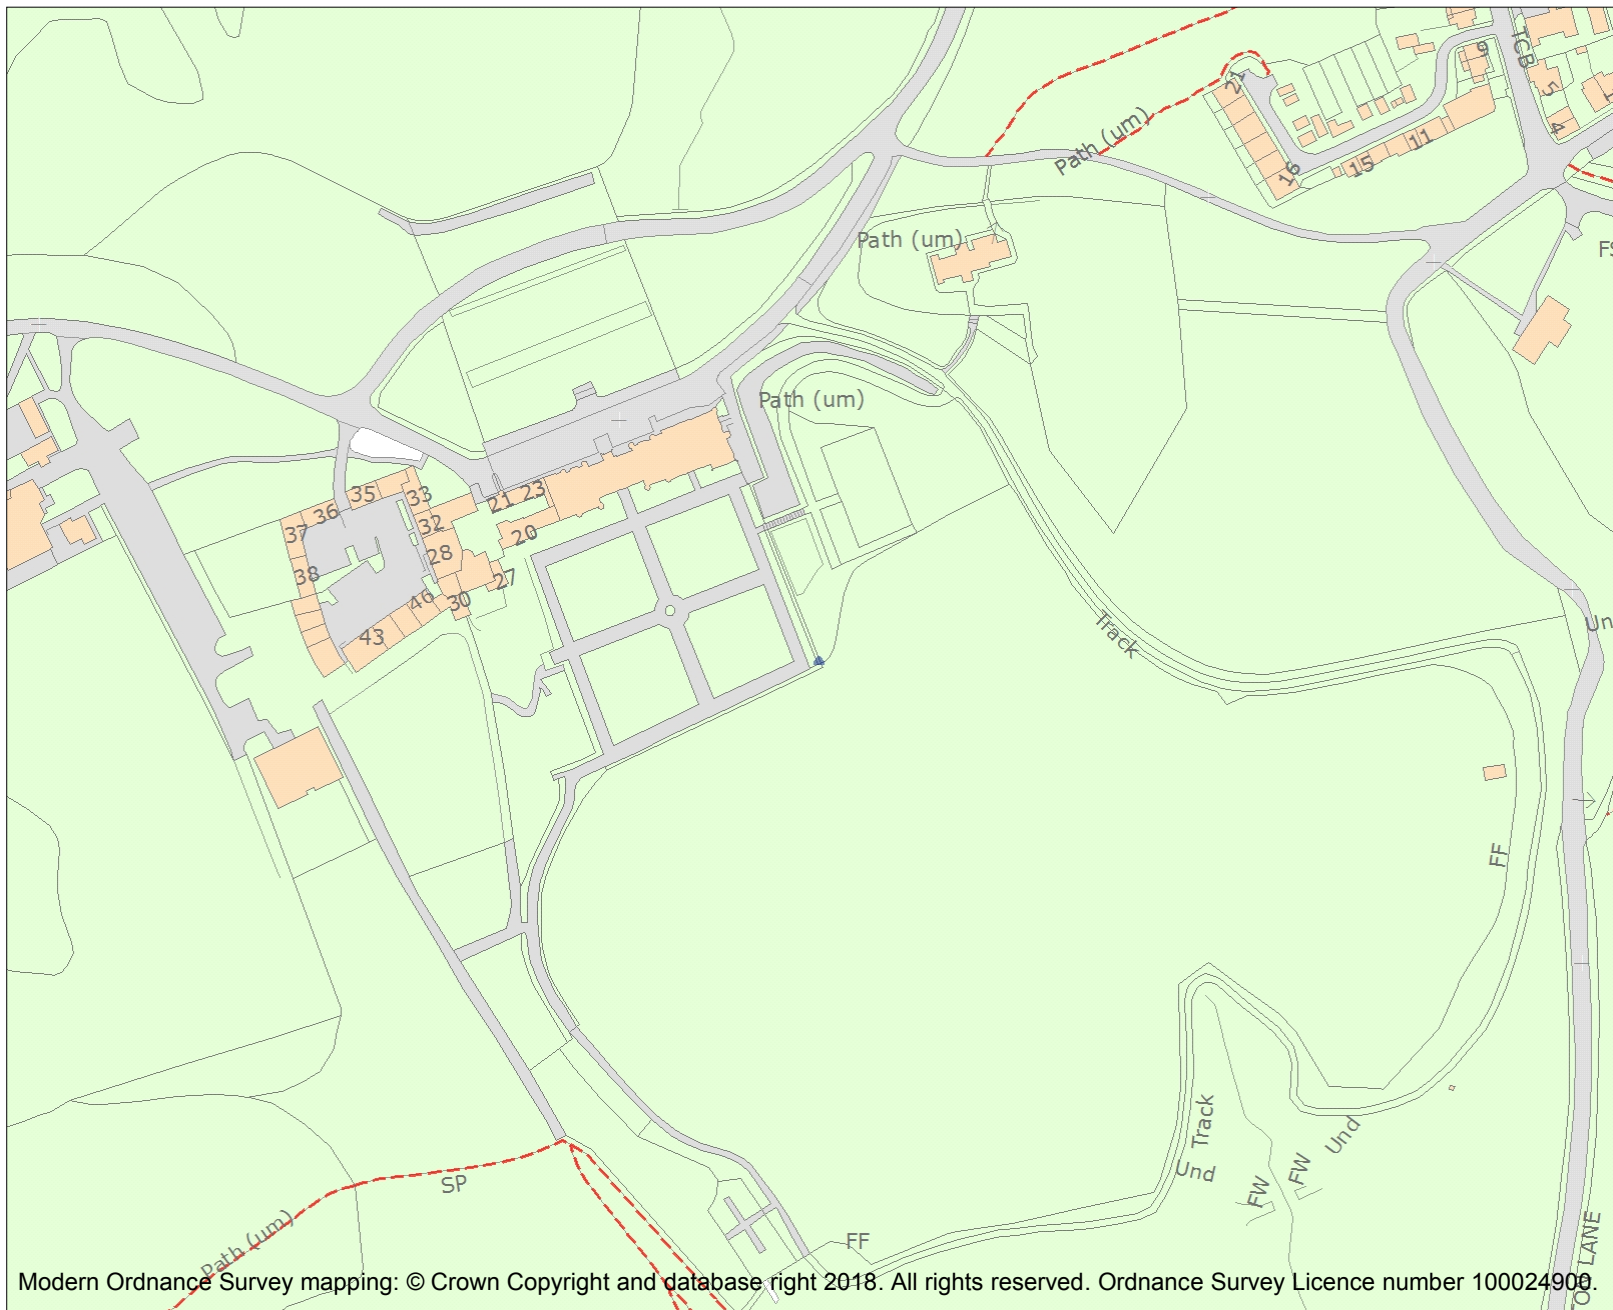 TCB
9
21
5
1
4
Path (um)
11
15
16
Path (um)
FS
Path (um)
35
33
21
23
36
32
37
20
28
38
27
46
30
43
Track
Un
FF
Track
Und
Und
FW
FW
SP
Path (um)
FF
LANE
Modern Ordnance Survey mapping: © Crown Copyright and database right 2018. All rights reserved. Ordnance Survey Licence number 100024900.